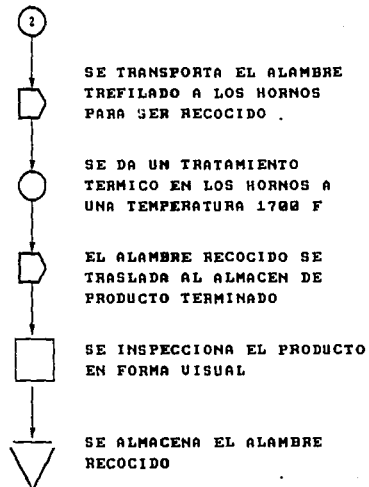 2
SE TRANSPORTA EL ALAMBRE
TREFILADO A LOS HORNOS
PARA SER RECOCIDO .
SE DA UN TRATAMIENTO
TERMICO EN LOS HORNOS A
UNA TEMPERATURA 1700 F
EL ALAMBRE RECOCIDO SE
TRASLADA AL ALMACEN DE
PRODUCTO TERMINADO
SE INSPECCIONA EL PRODUCTO
EN FORMA VISUAL
SE ALMACENA EL ALAMBRE
RECOCIDO